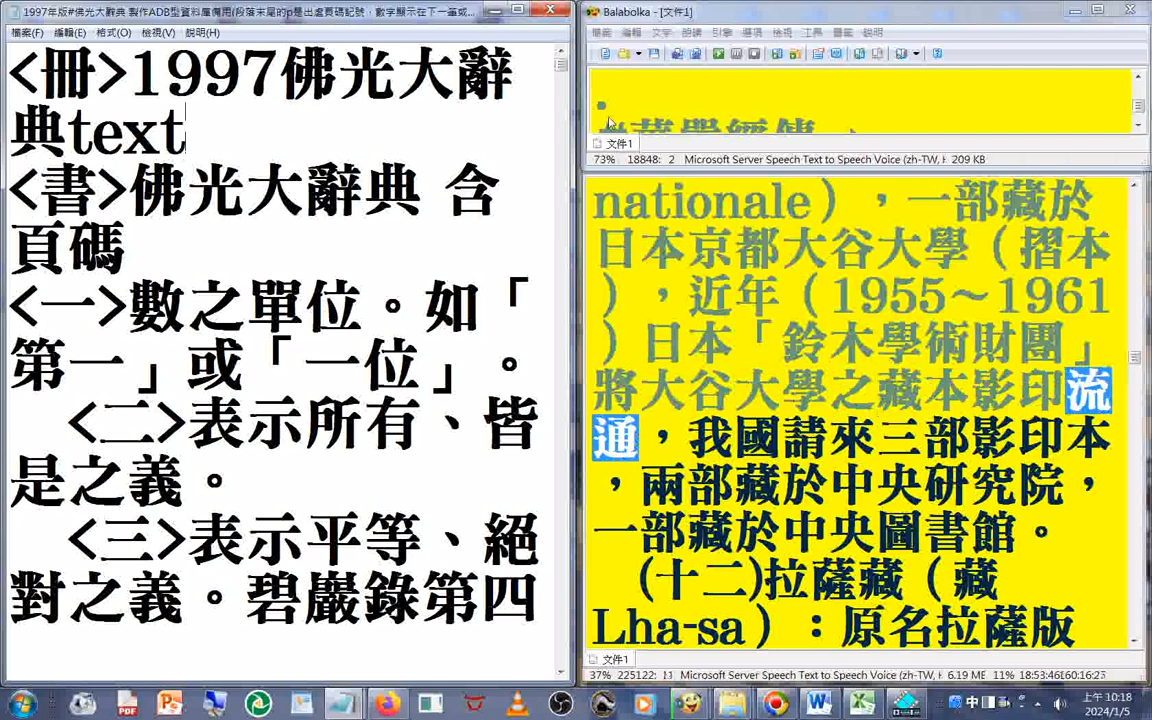 1997年版#佛光大辭典 製作ADB型資料庫備用(段落末尾的p是出處頁碼記號，數字顯示在下一筆或...
檔案(F) 編輯(E) 格式(O) 檢視(V) 說明(H)
<冊>1997佛光大辭
典text
<書>佛光大辭典 含
頁碼
<一>數之單位。如「
第一」或「一位」。
<二>表示所有、皆
是之義。
<三>表示平等、絕
對之義。碧巖錄第四
Balabolka - [文件1]
文件1
73% 18848: 2 Microsoft Server Speech Text to Speech Voice (zh-TW, H 209 KB
nationale），一部藏於
日本京都大谷大學（摺本
），近年（1955～1961
）日本「鈴木學術財團」
將大谷大學之藏本影印流
通，我國請來三部影印本
，兩部藏於中央研究院，
一部藏於中央圖書館。
(十二)拉薩藏（藏
Lha-sa）：原名拉薩版
文件1
37% 225122: 11 Microsoft Server Speech Text to Speech Voice (zh-TW, H 6.19 ME 11% 18:53:46
上午 10:18
2024/1/5